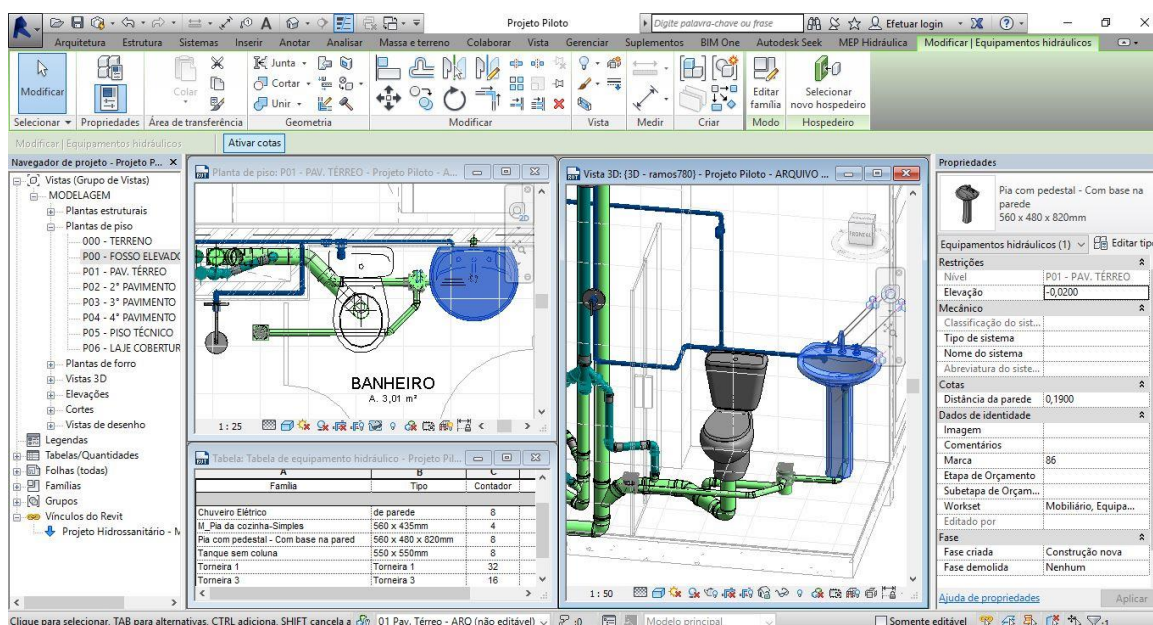 Projeto Piloto
Digite palavra-chave ou frase
Efetuar login
Arquitetura Estrutura Sistemas Inserir Anotar Analisar Massa e terreno Colaborar Vista Gerenciar Suplementos BIM One Autodesk Seek MEP Hidráulica Modificar | Equipamentos hidráulicos
Modificar
Colar
Junta
Cortar
Unir
Editar família
Selecionar novo hospedeiro
Selecionar Propriedades Área de transferência Geometria Modificar Vista Medir Criar Modo Hospedeiro
Modificar | Equipamentos hidráulicos
Ativar cotas
Navegador de projeto - Projeto P...
Vistas (Grupo de Vistas)
MODELAGEM
Plantas estruturais
Plantas de piso
000 - TERRENO
P00 - FOSSO ELEVADO
P01 - PAV. TÉRREO
P02 - 2° PAVIMENTO
P03 - 3° PAVIMENTO
P04 - 4° PAVIMENTO
P05 - PISO TÉCNICO
P06 - LAJE COBERTUR
Plantas de forro
Vistas 3D
Elevações
Cortes
Vistas de desenho
Legendas
Tabelas/Quantidades
Folhas (todas)
Famílias
Grupos
Vínculos do Revit
Projeto Hidrossanitário - M
Planta de piso: P01 - PAV. TÉRREO - Projeto Piloto - A...
2D
BANHEIRO
A. 3,01 m²
1 : 25
Tabela: Tabela de equipamento hidráulico - Projeto Pil...
A B C
Família Tipo Contador
Chuveiro Elétrico de parede 8
M_Pia da cozinha-Simples 560 x 435mm 4
Pia com pedestal - Com base na pared 560 x 480 x 820mm 8
Tanque sem coluna 550 x 550mm 8
Torneira 1 Torneira 1 32
Torneira 3 Torneira 3 16
Vista 3D: {3D - ramos780} - Projeto Piloto - ARQUIVO ...
1 : 50
Propriedades
Pia com pedestal - Com base na parede
560 x 480 x 820mm
Equipamentos hidráulicos (1)
Editar tipo
Restrições
Nível P01 - PAV. TÉRREO
Elevação -0,0200
Mecânico
Classificação do sist...
Tipo de sistema
Nome do sistema
Abreviatura do siste...
Cotas
Distância da parede 0,1900
Dados de identidade
Imagem
Comentários
Marca 86
Etapa de Orçamento
Subetapa de Orçam...
Workset Mobiliário, Equipa...
Editado por
Fase
Fase criada Construção nova
Fase demolida Nenhum
Ajuda de propriedades
Aplicar
Clique para selecionar, TAB para alternativas, CTRL adiciona, SHIFT cancela a
01 Pav. Térreo - ARQ (não editável)
:0
Modelo principal
Somente editável
:1